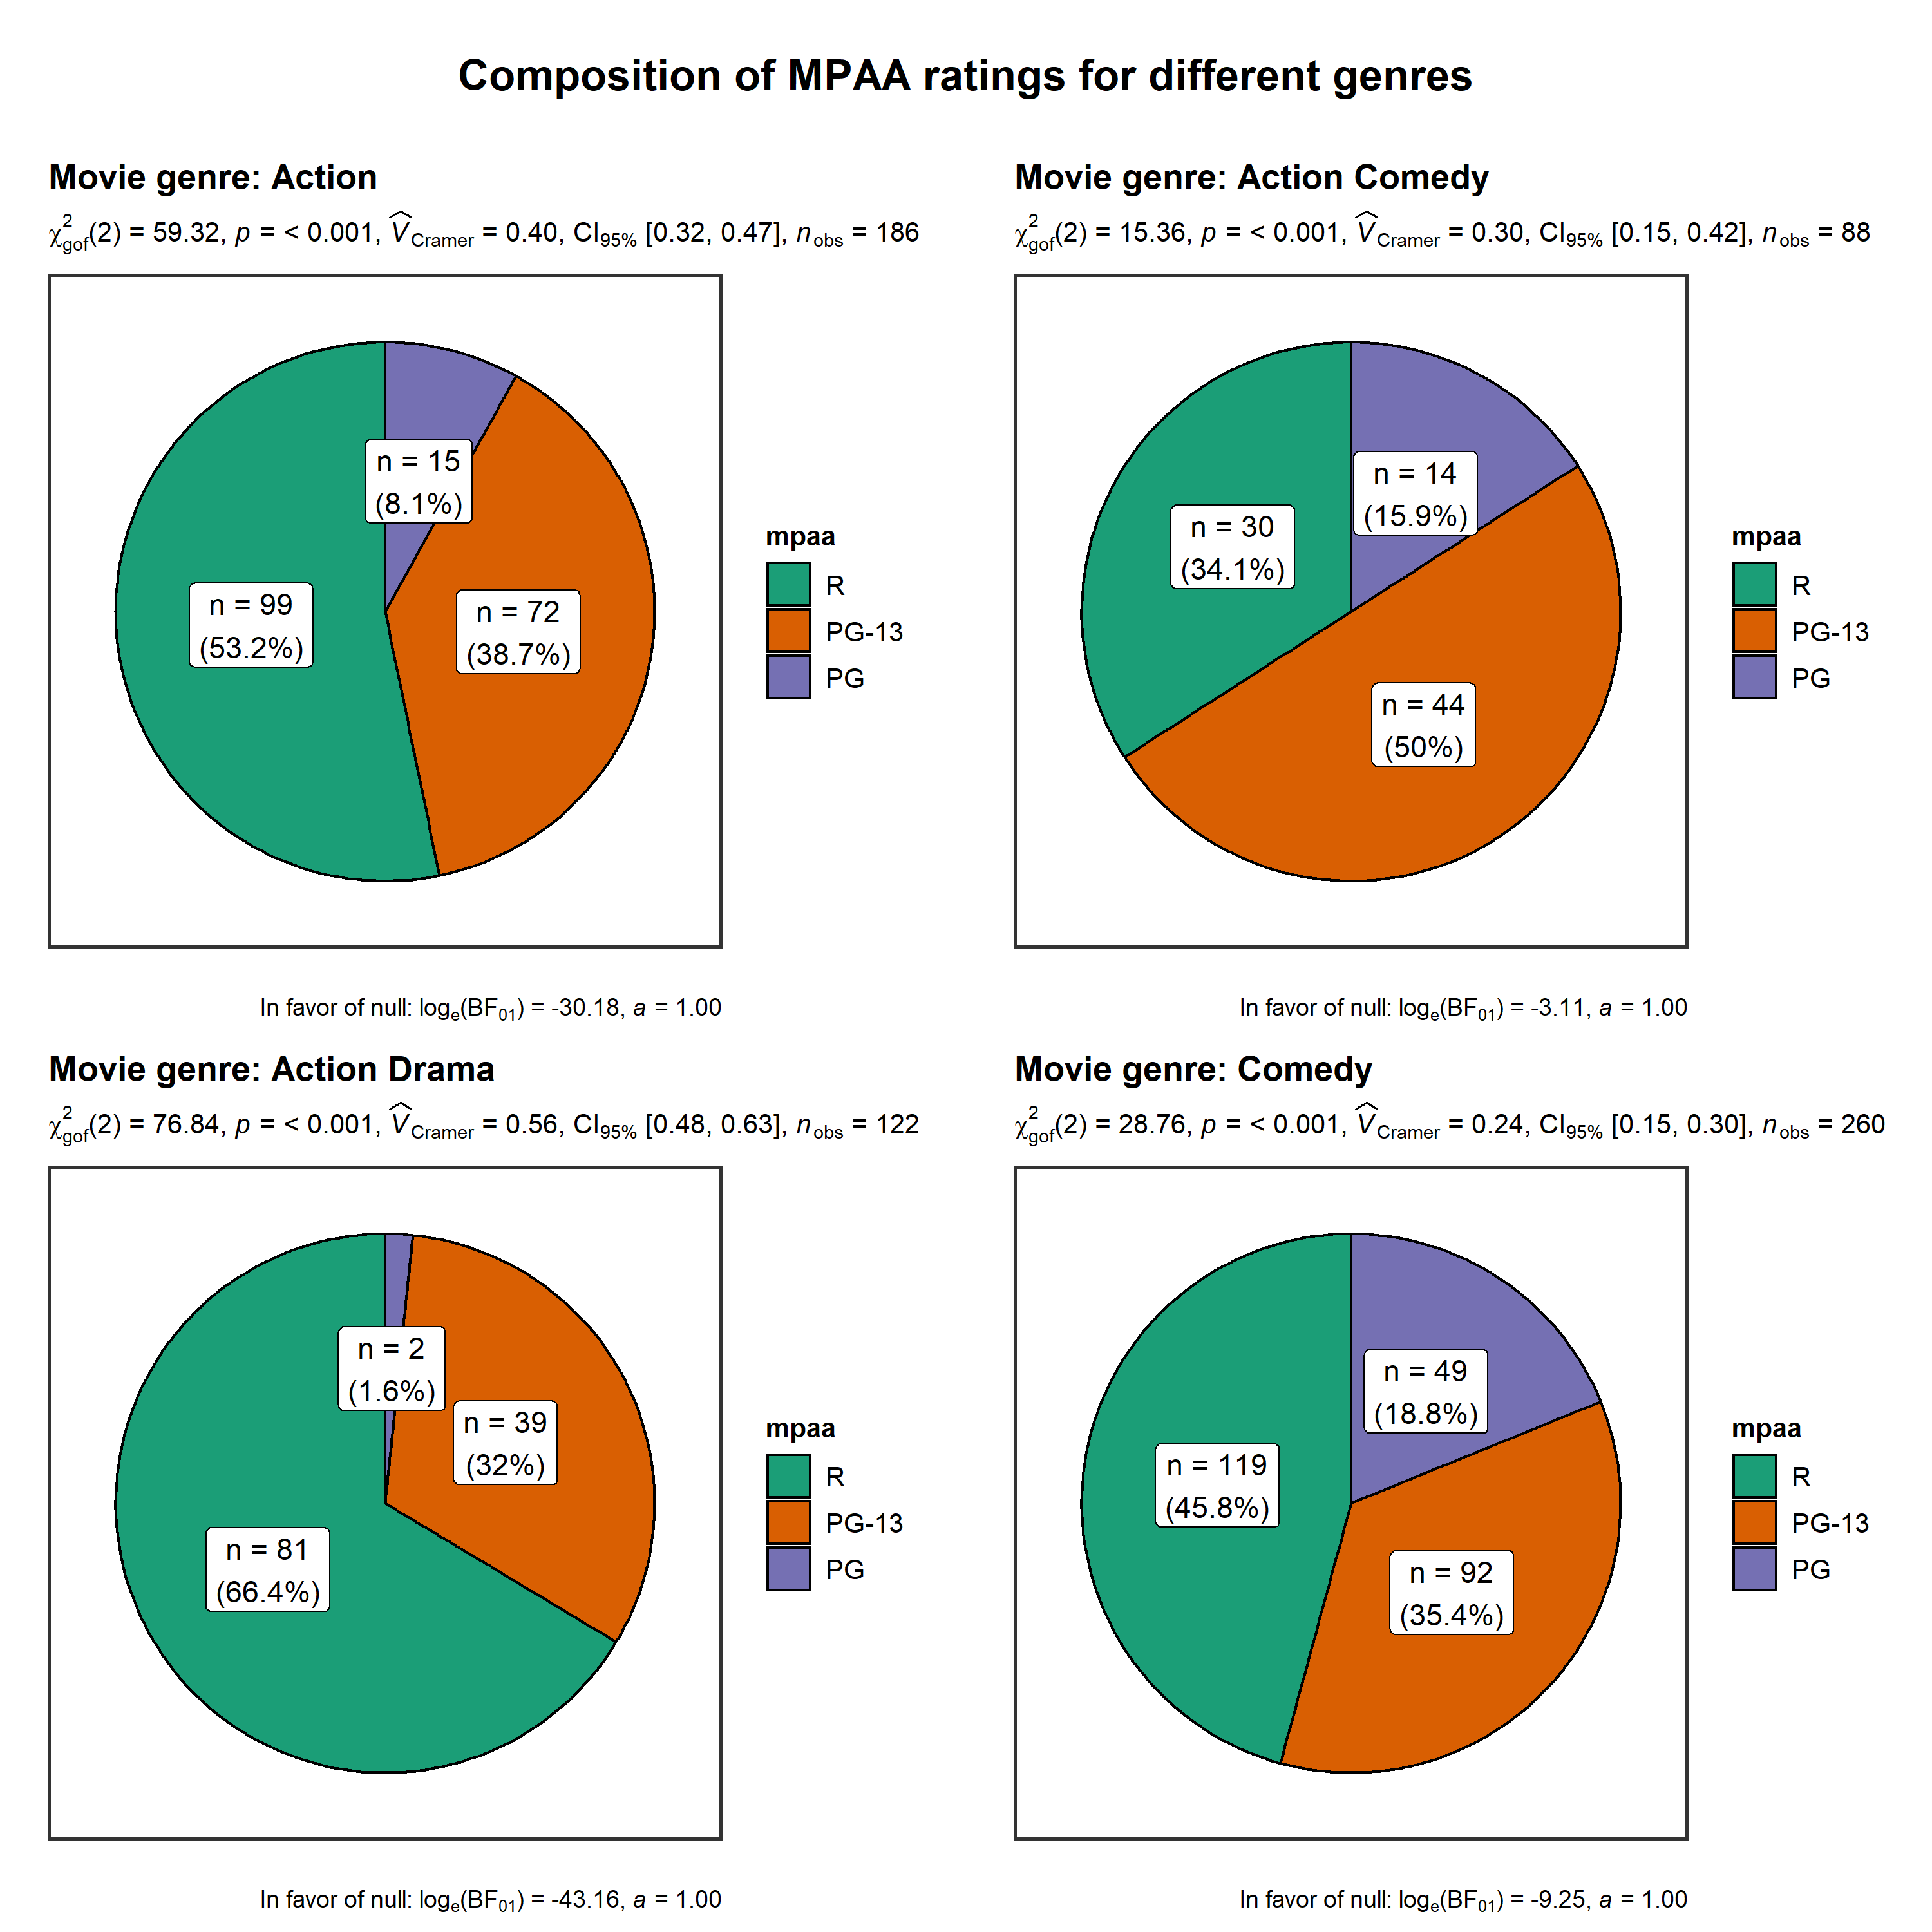 Composition of MPAA ratings for different genres
Movie genre: Action
χ²gof(2) = 59.32, p = < 0.001, V̂Cramer = 0.40, CI95% [0.32, 0.47], nobs = 186
n = 15
(8.1%)
n = 99
(53.2%)
n = 72
(38.7%)
mpaa
R
PG-13
PG
In favor of null: loge(BF01) = -30.18, a = 1.00
Movie genre: Action Comedy
χ²gof(2) = 15.36, p = < 0.001, V̂Cramer = 0.30, CI95% [0.15, 0.42], nobs = 88
n = 14
(15.9%)
n = 30
(34.1%)
n = 44
(50%)
mpaa
R
PG-13
PG
In favor of null: loge(BF01) = -3.11, a = 1.00
Movie genre: Action Drama
χ²gof(2) = 76.84, p = < 0.001, V̂Cramer = 0.56, CI95% [0.48, 0.63], nobs = 122
n = 2
(1.6%)
n = 39
(32%)
n = 81
(66.4%)
mpaa
R
PG-13
PG
In favor of null: loge(BF01) = -43.16, a = 1.00
Movie genre: Comedy
χ²gof(2) = 28.76, p = < 0.001, V̂Cramer = 0.24, CI95% [0.15, 0.30], nobs = 260
n = 49
(18.8%)
n = 119
(45.8%)
n = 92
(35.4%)
mpaa
R
PG-13
PG
In favor of null: loge(BF01) = -9.25, a = 1.00